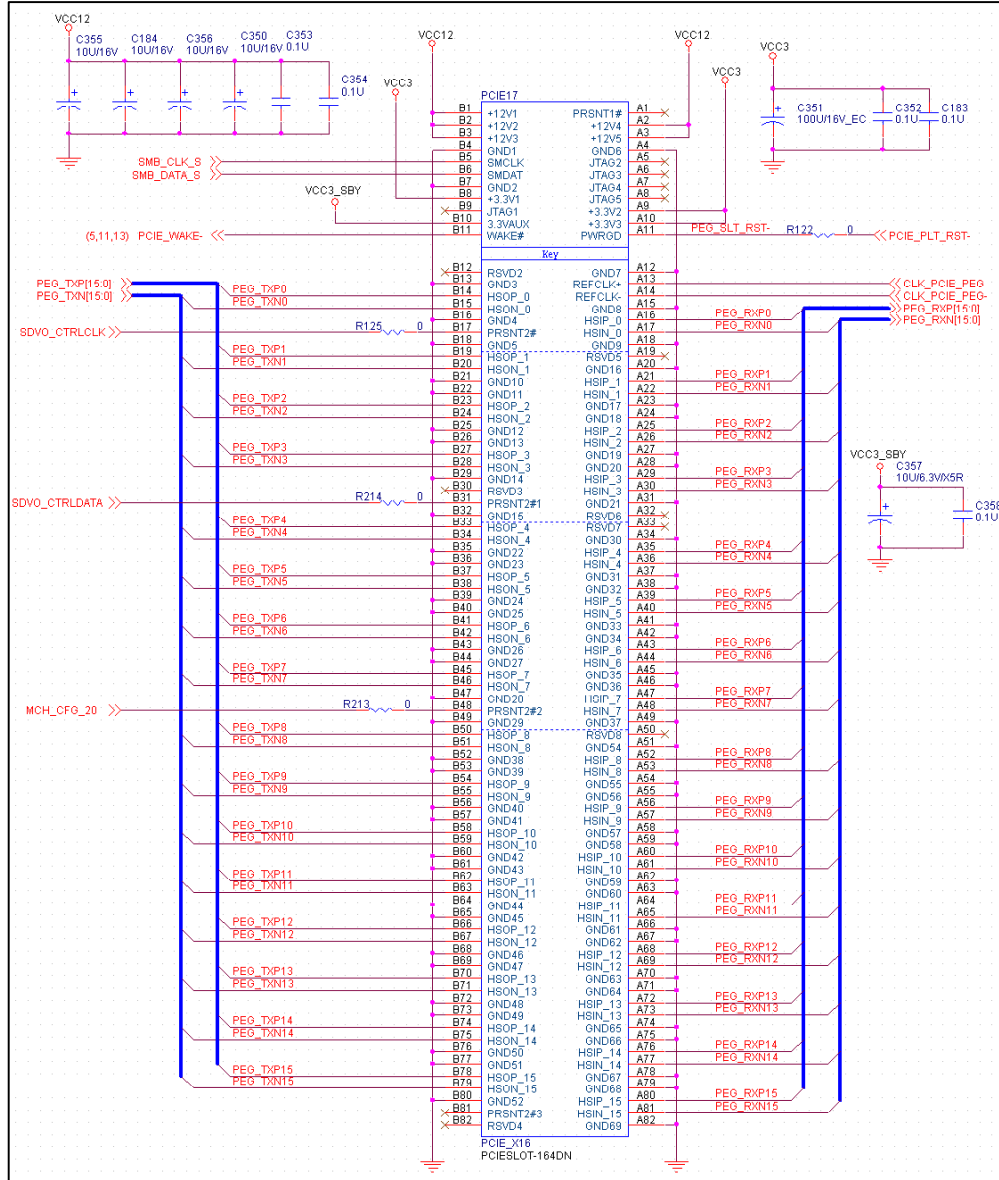 VCC12
C355
10U/16V
C184
10U/16V
C356
10U/16V
C350
10U/16V
C353
0.1U
C354
0.1U
VCC12
VCC12
VCC3
VCC3
VCC3
C351
100U/16V_EC
C352
0.1U
C183
0.1U
PCIE17
B1 +12V1 PRSNT1# A1
B2 +12V2 +12V4 A2
B3 +12V3 +12V5 A3
B4 GND1 GND6 A4
SMB_CLK_S B5 SMCLK JTAG2 A5
SMB_DATA_S B6 SMDAT JTAG3 A6
B7 GND2 JTAG4 A7
B8 +3.3V1 JTAG5 A8
VCC3_SBY
B9 JTAG1 +3.3V2 A9
B10 3.3VAUX +3.3V3 A10
(5,11,13) PCIE_WAKE- B11 WAKE# PWRGD A11 PEG_SLT_RST- R122 0 PCIE_PLT_RST-
Key
B12 RSVD2 GND7 A12
PEG_TXP[15:0] B13 GND3 REFCLK+ A13 CLK_PCIE_PEG
PEG_TXN[15:0] PEG_TXP0 B14 HSOP_0 REFCLK- A14 CLK_PCIE_PEG-
PEG_TXN0 B15 HSON_0 GND8 A15 PEG_RXP[15:0]
B16 GND4 HSIP_0 A16 PEG_RXP0 PEG_RXN[15:0]
SDVO_CTRLCLK R125 0 B17 PRSNT2# HSIN_0 A17 PEG_RXN0
B18 GND5 GND9 A18
PEG_TXP1 B19 HSOP_1 RSVD5 A19
PEG_TXN1 B20 HSON_1 GND16 A20
B21 GND10 HSIP_1 A21 PEG_RXP1
B22 GND11 HSIN_1 A22 PEG_RXN1
PEG_TXP2 B23 HSOP_2 GND17 A23
PEG_TXN2 B24 HSON_2 GND18 A24
B25 GND12 HSIP_2 A25 PEG_RXP2
B26 GND13 HSIN_2 A26 PEG_RXN2
PEG_TXP3 B27 HSOP_3 GND19 A27
PEG_TXN3 B28 HSON_3 GND20 A28
B29 GND14 HSIP_3 A29 PEG_RXP3
B30 RSVD3 HSIN_3 A30 PEG_RXN3
SDVO_CTRLDATA R214 0 B31 PRSNT2#1 GND21 A31
B32 GND15 RSVD6 A32
PEG_TXP4 B33 HSOP_4 RSVD7 A33
PEG_TXN4 B34 HSON_4 GND30 A34
B35 GND22 HSIP_4 A35 PEG_RXP4
B36 GND23 HSIN_4 A36 PEG_RXN4
PEG_TXP5 B37 HSOP_5 GND31 A37
PEG_TXN5 B38 HSON_5 GND32 A38
B39 GND24 HSIP_5 A39 PEG_RXP5
B40 GND25 HSIN_5 A40 PEG_RXN5
PEG_TXP6 B41 HSOP_6 GND33 A41
PEG_TXN6 B42 HSON_6 GND34 A42
B43 GND26 HSIP_6 A43 PEG_RXP6
B44 GND27 HSIN_6 A44 PEG_RXN6
PEG_TXP7 B45 HSOP_7 GND35 A45
PEG_TXN7 B46 HSON_7 GND36 A46
B47 HSIP_7 A47 PEG_RXP7
MCH_CFG_20 R213 0 B48 PRSNT2#2 HSIN_7 A48 PEG_RXN7
B49 GND29 GND37 A49
PEG_TXP8 B50 HSOP_8 RSVD8 A50
PEG_TXN8 B51 HSON_8 GND54 A51
B52 GND38 HSIP_8 A52 PEG_RXP8
B53 GND39 HSIN_8 A53 PEG_RXN8
PEG_TXP9 B54 HSOP_9 GND55 A54
PEG_TXN9 B55 HSON_9 GND56 A55
B56 GND40 HSIP_9 A56 PEG_RXP9
B57 GND41 HSIN_9 A57 PEG_RXN9
PEG_TXP10 B58 HSOP_10 GND57 A58
PEG_TXN10 B59 HSON_10 GND58 A59
B60 GND42 HSIP_10 A60 PEG_RXP10
B61 GND43 HSIN_10 A61 PEG_RXN10
PEG_TXP11 B62 HSOP_11 GND59 A62
PEG_TXN11 B63 HSON_11 GND60 A63
B64 GND44 HSIP_11 A64 PEG_RXP11
B65 GND45 HSIN_11 A65 PEG_RXN11
PEG_TXP12 B66 HSOP_12 GND61 A66
PEG_TXN12 B67 HSON_12 GND62 A67
B68 GND46 HSIP_12 A68 PEG_RXP12
B69 GND47 HSIN_12 A69 PEG_RXN12
PEG_TXP13 B70 HSOP_13 GND63 A70
PEG_TXN13 B71 HSON_13 GND64 A71
B72 GND48 HSIP_13 A72 PEG_RXP13
B73 GND49 HSIN_13 A73 PEG_RXN13
PEG_TXP14 B74 HSOP_14 GND65 A74
PEG_TXN14 B75 HSON_14 GND66 A75
B76 GND50 HSIP_14 A76 PEG_RXP14
B77 GND51 HSIN_14 A77 PEG_RXN14
PEG_TXP15 B78 HSOP_15 GND67 A78
PEG_TXN15 B79 HSON_15 GND68 A79
B80 GND52 HSIP_15 A80 PEG_RXP15
B81 PRSNT2#3 HSIN_15 A81 PEG_RXN15
B82 RSVD4 GND69 A82
PCIE_X16
PCIESLOT-164DN
VCC3_SBY
C357
10U/6.3V/X5R
C358
0.1U